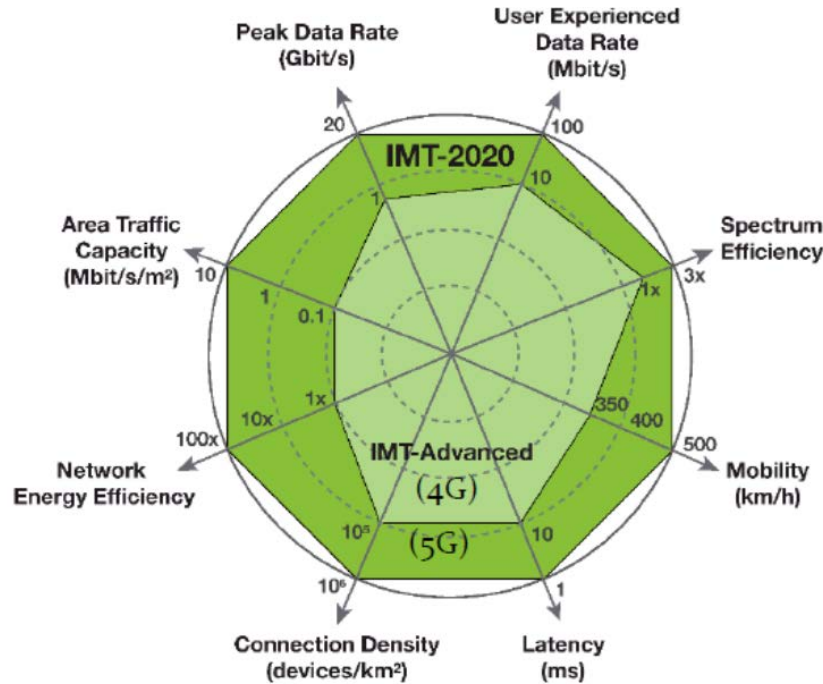 Peak Data Rate
(Gbit/s)
User Experienced
Data Rate
(Mbit/s)
20
100
IMT-2020
1
10
Area Traffic
Capacity
(Mbit/s/m²)
10
1
0.1
Spectrum
Efficiency
1x
3x
1x
10x
100x
Network
Energy Efficiency
350
400
500
Mobility
(km/h)
IMT-Advanced
(4G)
(5G)
10⁵
10⁶
10
1
Connection Density
(devices/km²)
Latency
(ms)